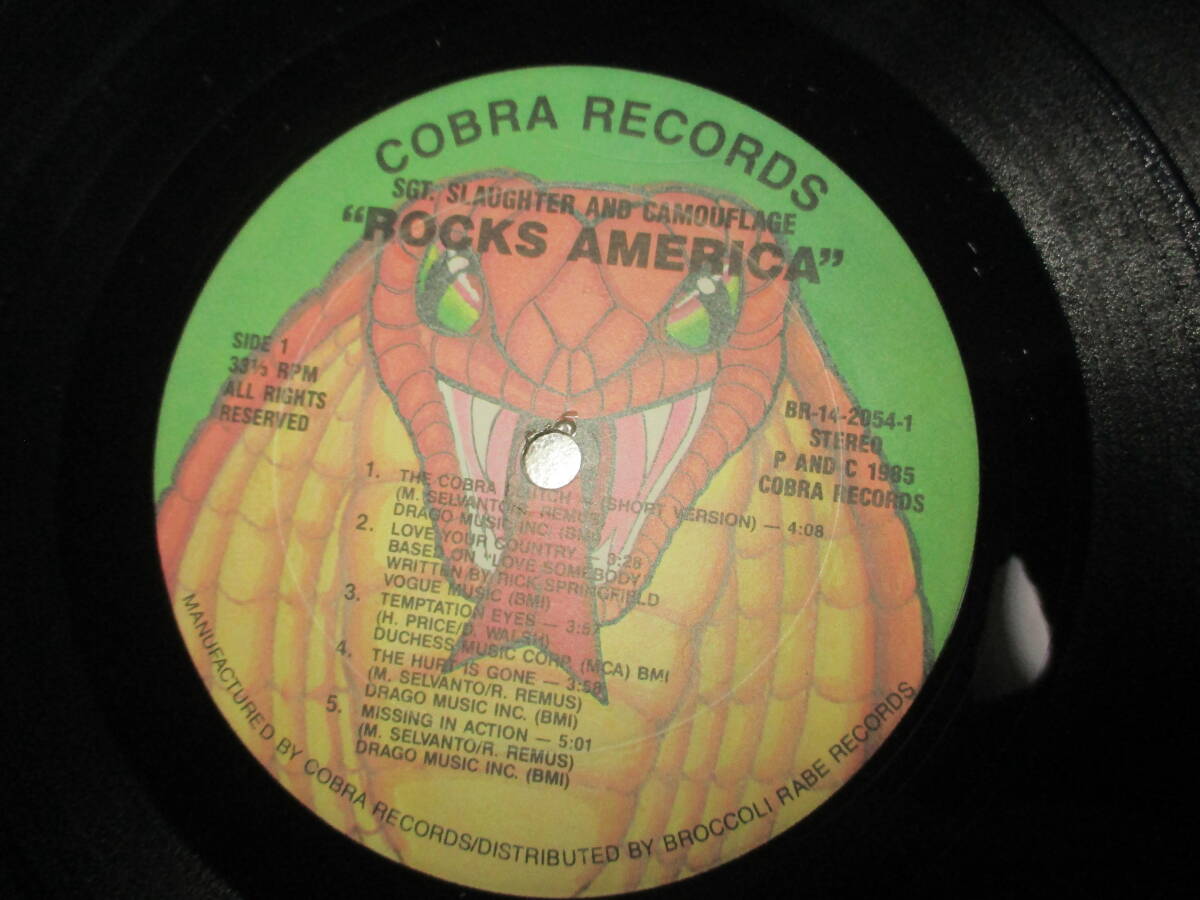 COBRA RECORDS
SGT. SLAUGHTER AND CAMOUFLAGE
“ROCKS AMERICA”
SIDE 1
33⅓ RPM
ALL RIGHTS
RESERVED
BR-14-2054-1
STEREO
P AND C 1985
COBRA RECORDS
1. THE COBRA CLUTCH – (SHORT VERSION) — 4:08
(M. SELVANTO/R. REMUS)
DRAGO MUSIC INC. (BMI)
2. LOVE YOUR COUNTRY — 3:28
BASED ON "LOVE SOMEBODY"
WRITTEN BY RICK SPRINGFIELD
VOGUE MUSIC (BMI)
3. TEMPTATION EYES —
(H. PRICE/D. WALSH)
DUCHESS MUSIC CORP. (MCA) BMI
4. THE HURT IS GONE — 3:58
(M. SELVANTO/R. REMUS)
DRAGO MUSIC INC. (BMI)
5. MISSING IN ACTION — 5:01
(M. SELVANTO/R. REMUS)
DRAGO MUSIC INC. (BMI)
MANUFACTURED BY COBRA RECORDS/DISTRIBUTED BY BROCCOLI RABE RECORDS